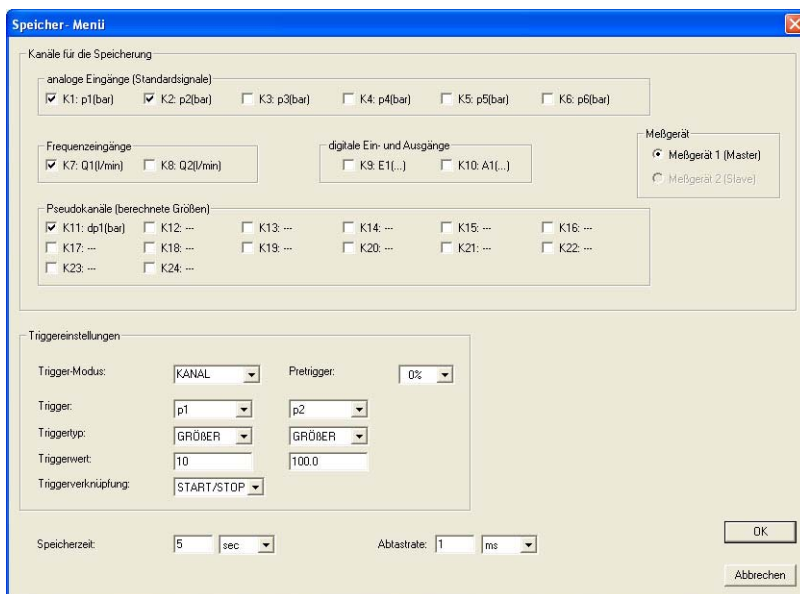 Speicher- Menü
Kanäle für die Speicherung
analoge Eingänge (Standardsignale)
K1: p1(bar) K2: p2(bar) K3: p3(bar) K4: p4(bar) K5: p5(bar) K6: p6(bar)
Frequenzeingänge
K7: Q1(l/min) K8: Q2(l/min)
digitale Ein- und Ausgänge
K9: E1(...) K10: A1(...)
Meßgerät
Meßgerät 1 (Master)
Meßgerät 2 (Slave)
Pseudokanäle (berechnete Größen)
K11: dp1(bar) K12: --- K13: --- K14: --- K15: --- K16: ---
K17: --- K18: --- K19: --- K20: --- K21: --- K22: ---
K23: --- K24: ---
Triggereinstellungen
Trigger-Modus: KANAL Pretrigger: 0%
Trigger: p1 p2
Triggertyp: GRÖßER GRÖßER
Triggerwert: 10 100.0
Triggerverknüpfung: START/STOP
Speicherzeit: 5 sec Abtastrate: 1 ms
OK
Abbrechen